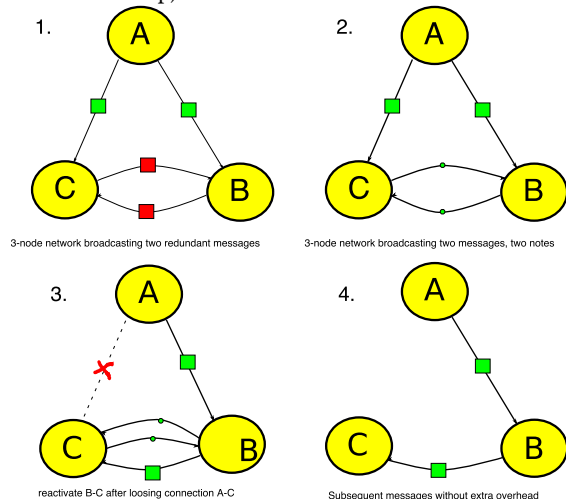 1.
A
C
B
3-node network broadcasting two redundant messages
2.
A
C
B
3-node network broadcasting two messages, two notes
3.
A
C
B
reactivate B-C after loosing connection A-C
4.
A
C
B
Subsequent messages without extra overhead